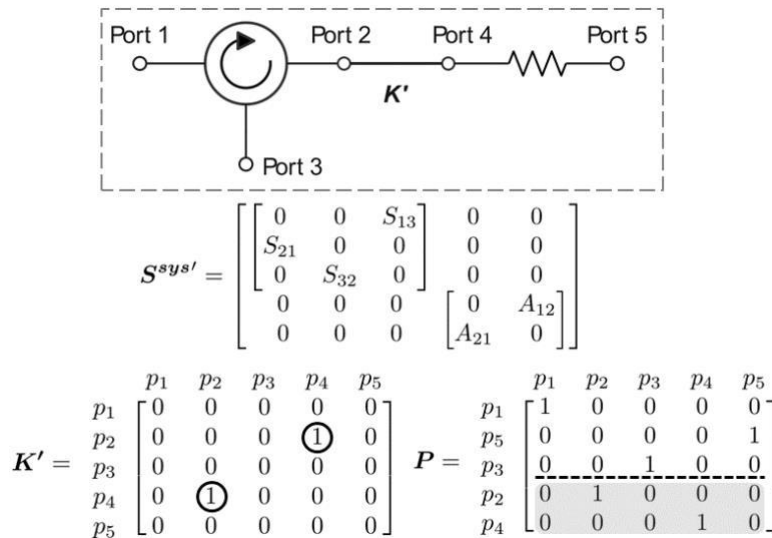 Port 1 Port 2 Port 4 Port 5
K'
Port 3
0 0 S13 0 0
S21 0 0 0 0
S^sys' = 0 S32 0 0 0
0 0 0 0 A12
0 0 0 A21 0
p1 p2 p3 p4 p5
p1 0 0 0 0 0
p2 0 0 0 1 0
K' = p3 0 0 0 0 0
p4 0 1 0 0 0
p5 0 0 0 0 0
p1 p2 p3 p4 p5
p1 1 0 0 0 0
p5 0 0 0 0 1
P = p3 0 0 1 0 0
p2 0 1 0 0 0
p4 0 0 0 1 0